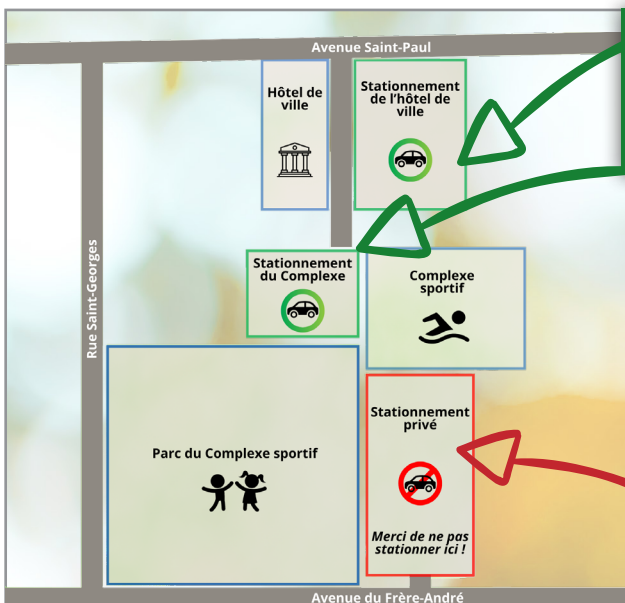 Avenue Saint-Paul
Hôtel de
ville
Stationnement
de l'hôtel de
ville
Rue Saint-Georges
Stationnement
du Complexe
Complexe
sportif
Stationnement
privé
Parc du Complexe sportif
Merci de ne pas
stationner ici !
Avenue du Frère-André